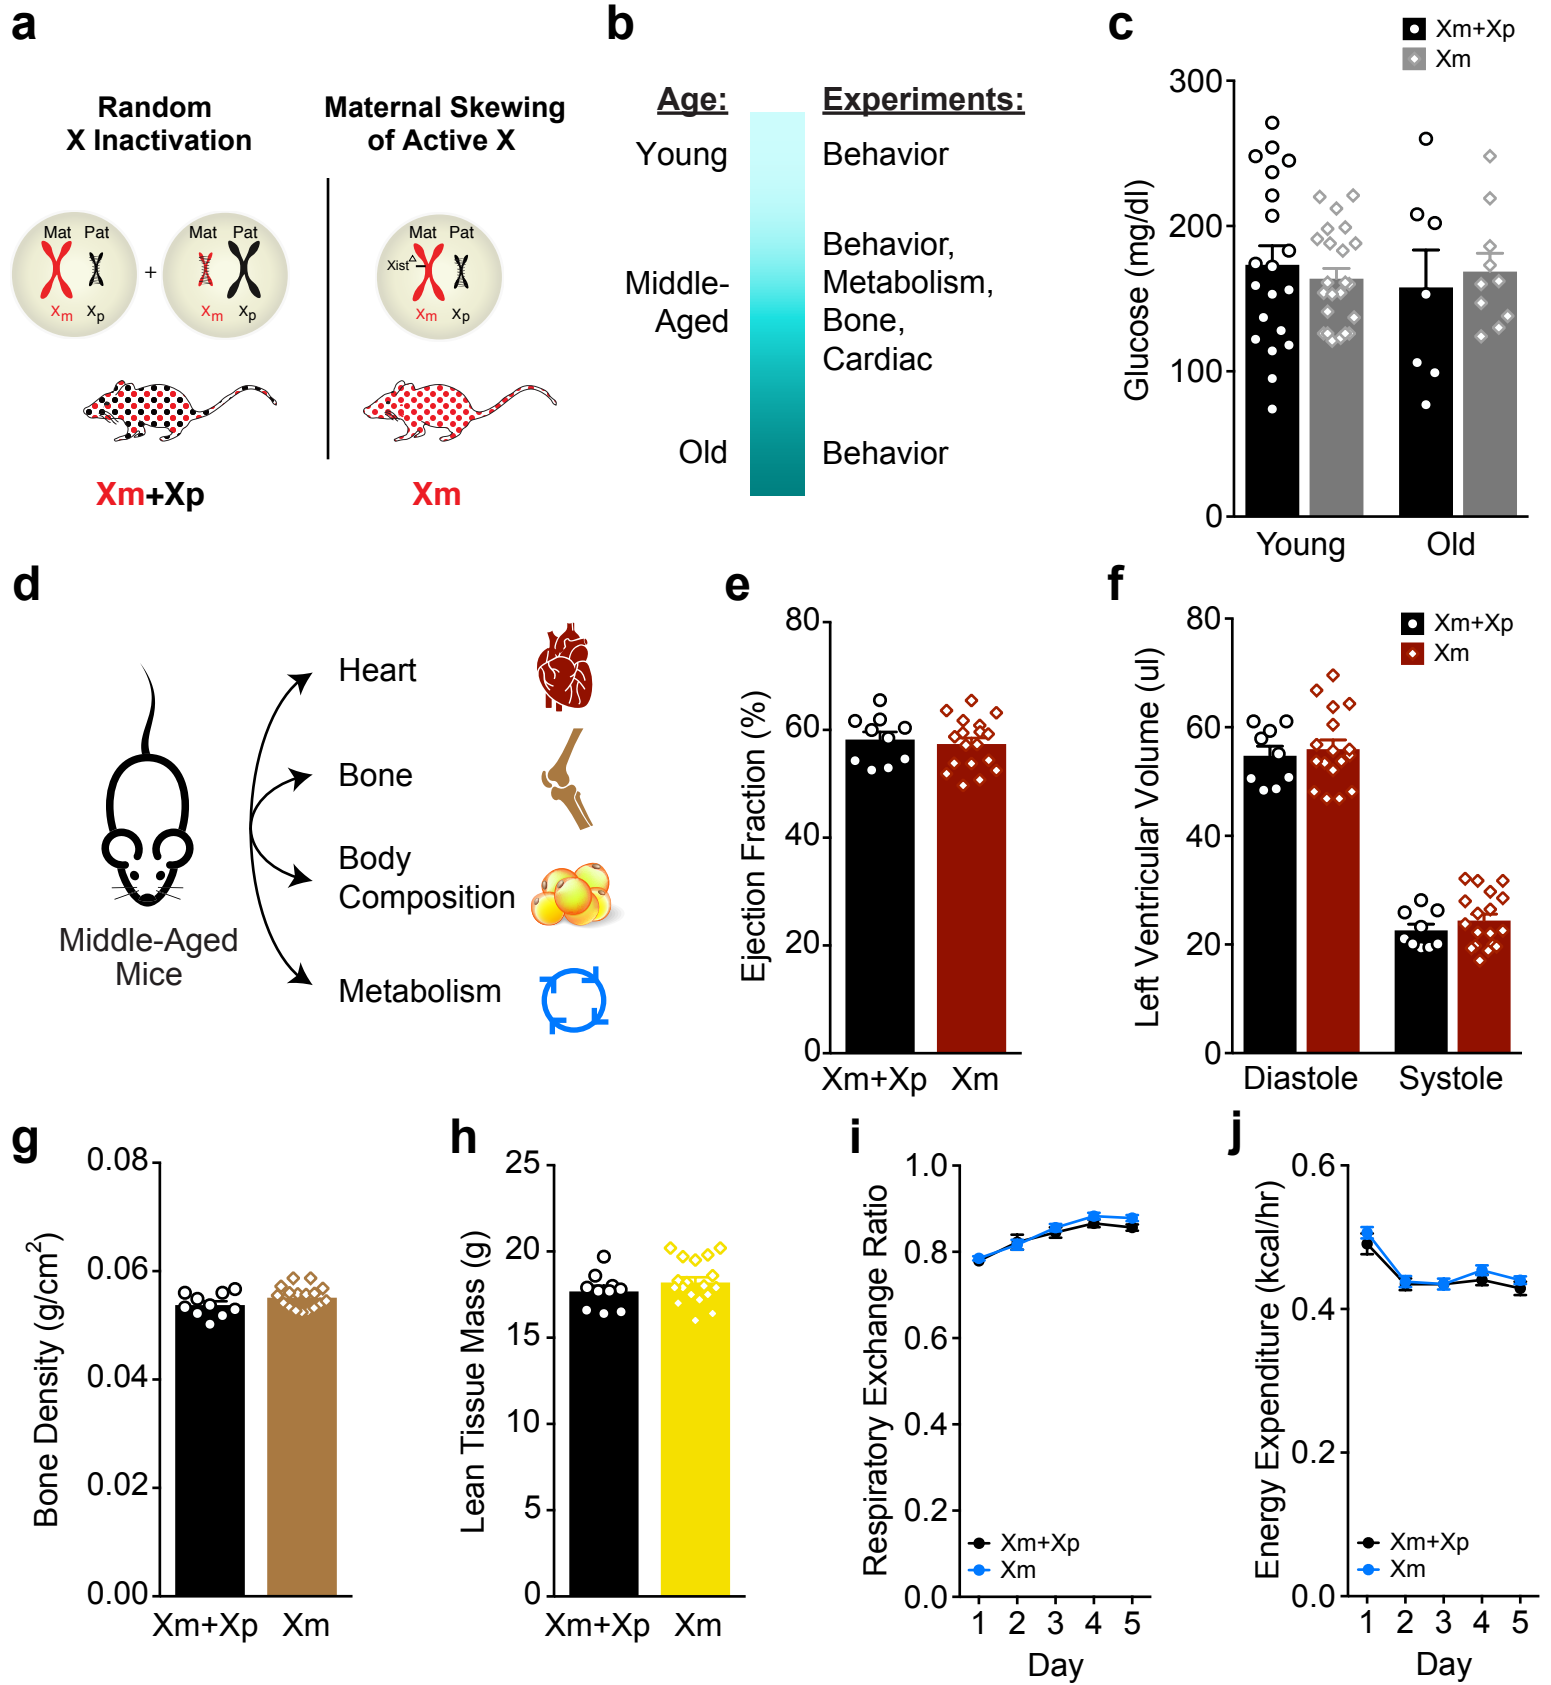 a
Random
X Inactivation
Maternal Skewing
of Active X
Mat Pat
Xm Xp
+
Mat Pat
Xm Xp
Mat Pat
Xist Δ
Xm Xp
Xm+Xp
Xm
b
Age:
Experiments:
Young
Behavior
Middle-
Aged
Behavior,
Metabolism,
Bone,
Cardiac
Old
Behavior
c
Xm+Xp
Xm
Glucose (mg/dl)
300
200
100
0
Young
Old
d
Middle-Aged
Mice
Heart
Bone
Body
Composition
Metabolism
e
Ejection Fraction (%)
80
60
40
20
0
Xm+Xp
Xm
f
Xm+Xp
Xm
Left Ventricular Volume (ul)
80
60
40
20
0
Diastole
Systole
g
Bone Density (g/cm²)
0.08
0.06
0.04
0.02
0.00
Xm+Xp
Xm
h
Lean Tissue Mass (g)
25
20
15
10
5
0
Xm+Xp
Xm
i
Respiratory Exchange Ratio
1.0
0.8
0.6
0.4
0.2
0.0
Xm+Xp
Xm
1 2 3 4 5
Day
j
Energy Expenditure (kcal/hr)
0.6
0.4
0.2
0.0
Xm+Xp
Xm
1 2 3 4 5
Day